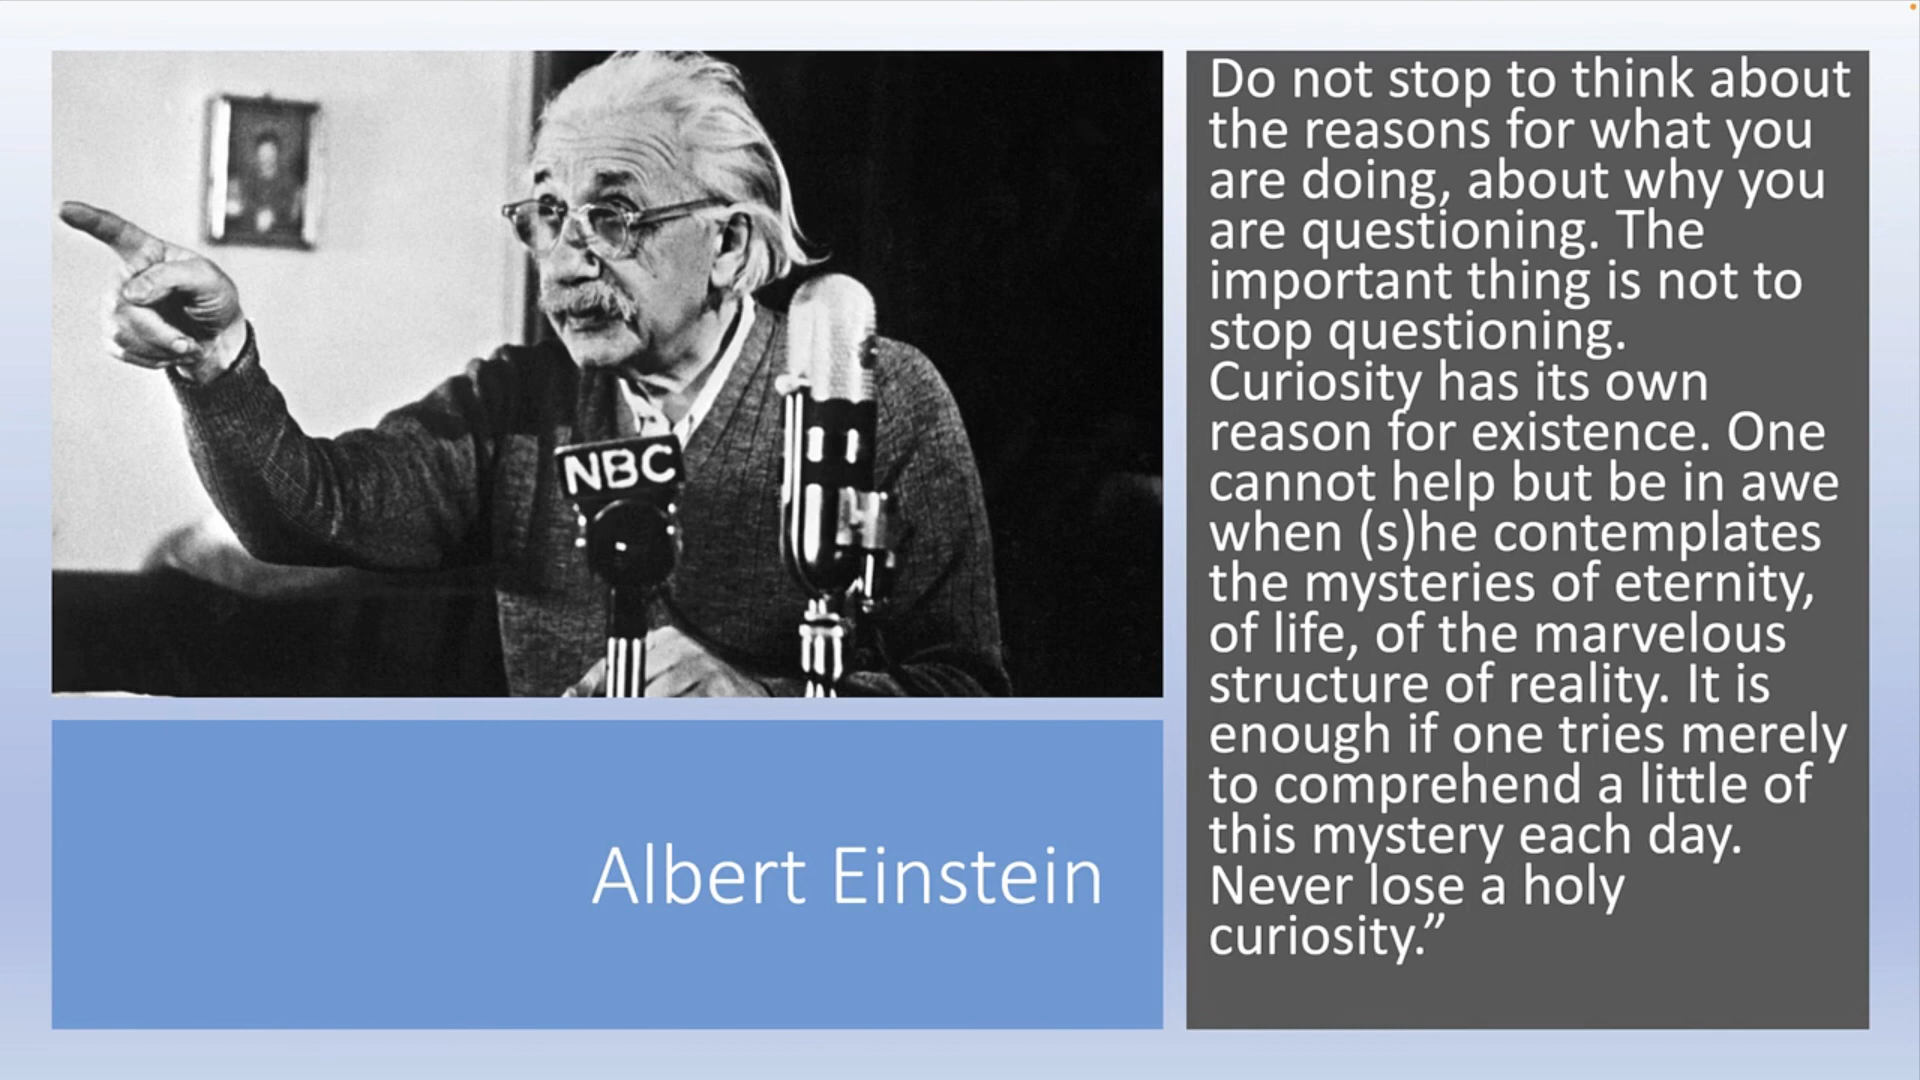 NBC
Albert Einstein
Do not stop to think about
the reasons for what you
are doing, about why you
are questioning. The
important thing is not to
stop questioning.
Curiosity has its own
reason for existence. One
cannot help but be in awe
when (s)he contemplates
the mysteries of eternity,
of life, of the marvelous
structure of reality. It is
enough if one tries merely
to comprehend a little of
this mystery each day.
Never lose a holy
curiosity.”